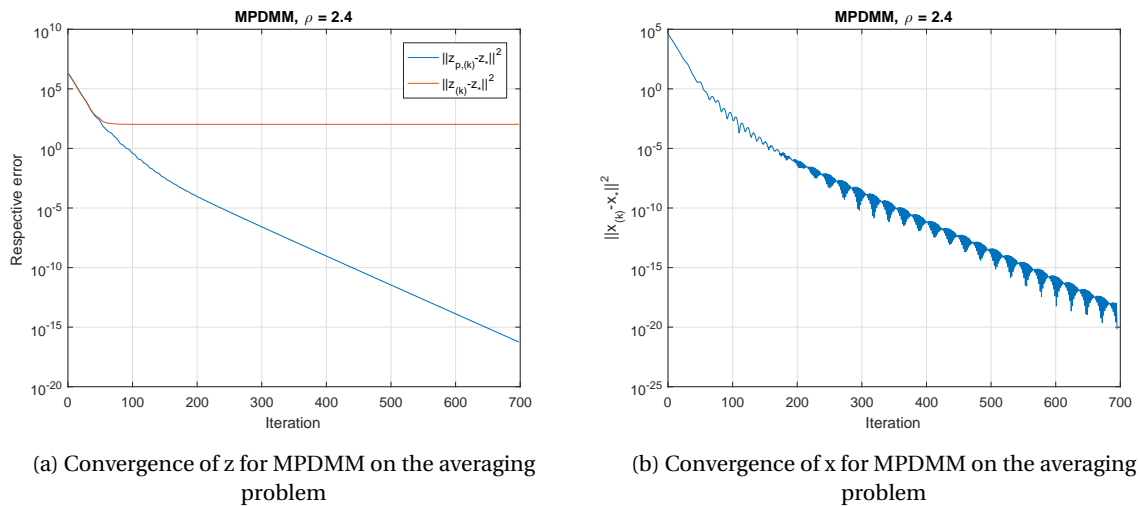 MPDMM, ρ = 2.4
10^10
10^5
10^0
10^-5
10^-10
10^-15
10^-20
Respective error
||z_p,(k)-z_*||^2
||z_(k)-z_*||^2
0 100 200 300 400 500 600 700
Iteration
(a) Convergence of z for MPDMM on the averaging
problem
MPDMM, ρ = 2.4
10^5
10^0
10^-5
10^-10
10^-15
10^-20
10^-25
||x_(k)-x_*||^2
0 100 200 300 400 500 600 700
Iteration
(b) Convergence of x for MPDMM on the averaging
problem